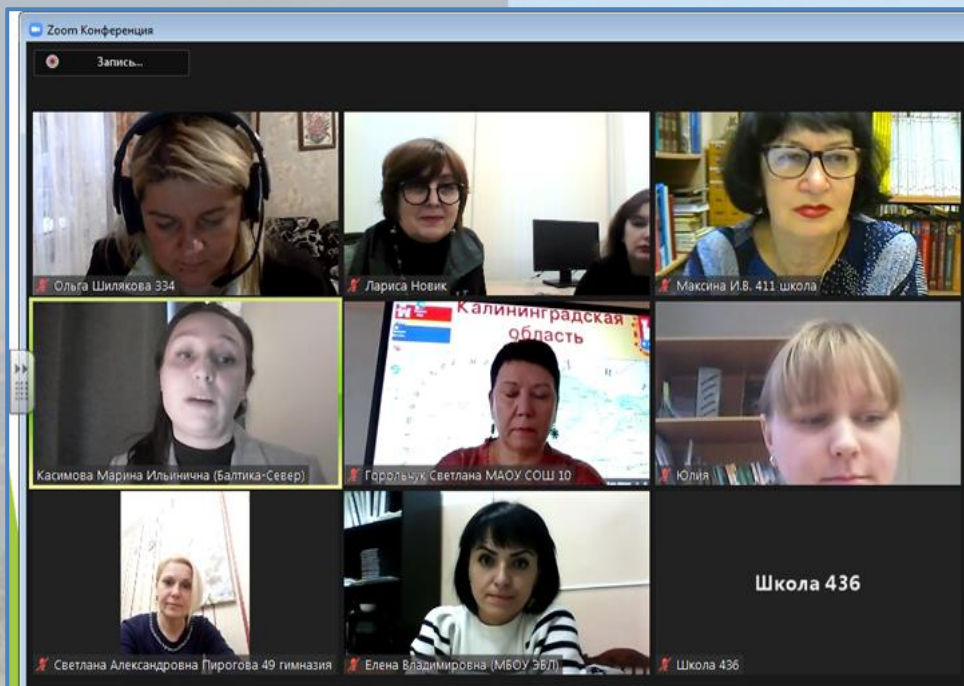 Zoom Конференция
Запись...
Ольга Шилякова 334
Лариса Новик
Максина И.В. 411 школа
Калининградская
область
Касимова Марина Ильинична (Балтика-Север)
Горольчук Светлана МАОУ СОШ 10
Юлия
Светлана Александровна Пирогова 49 гимназия
Елена Владимировна (МБОУ ЭБЛ)
Школа 436
Школа 436